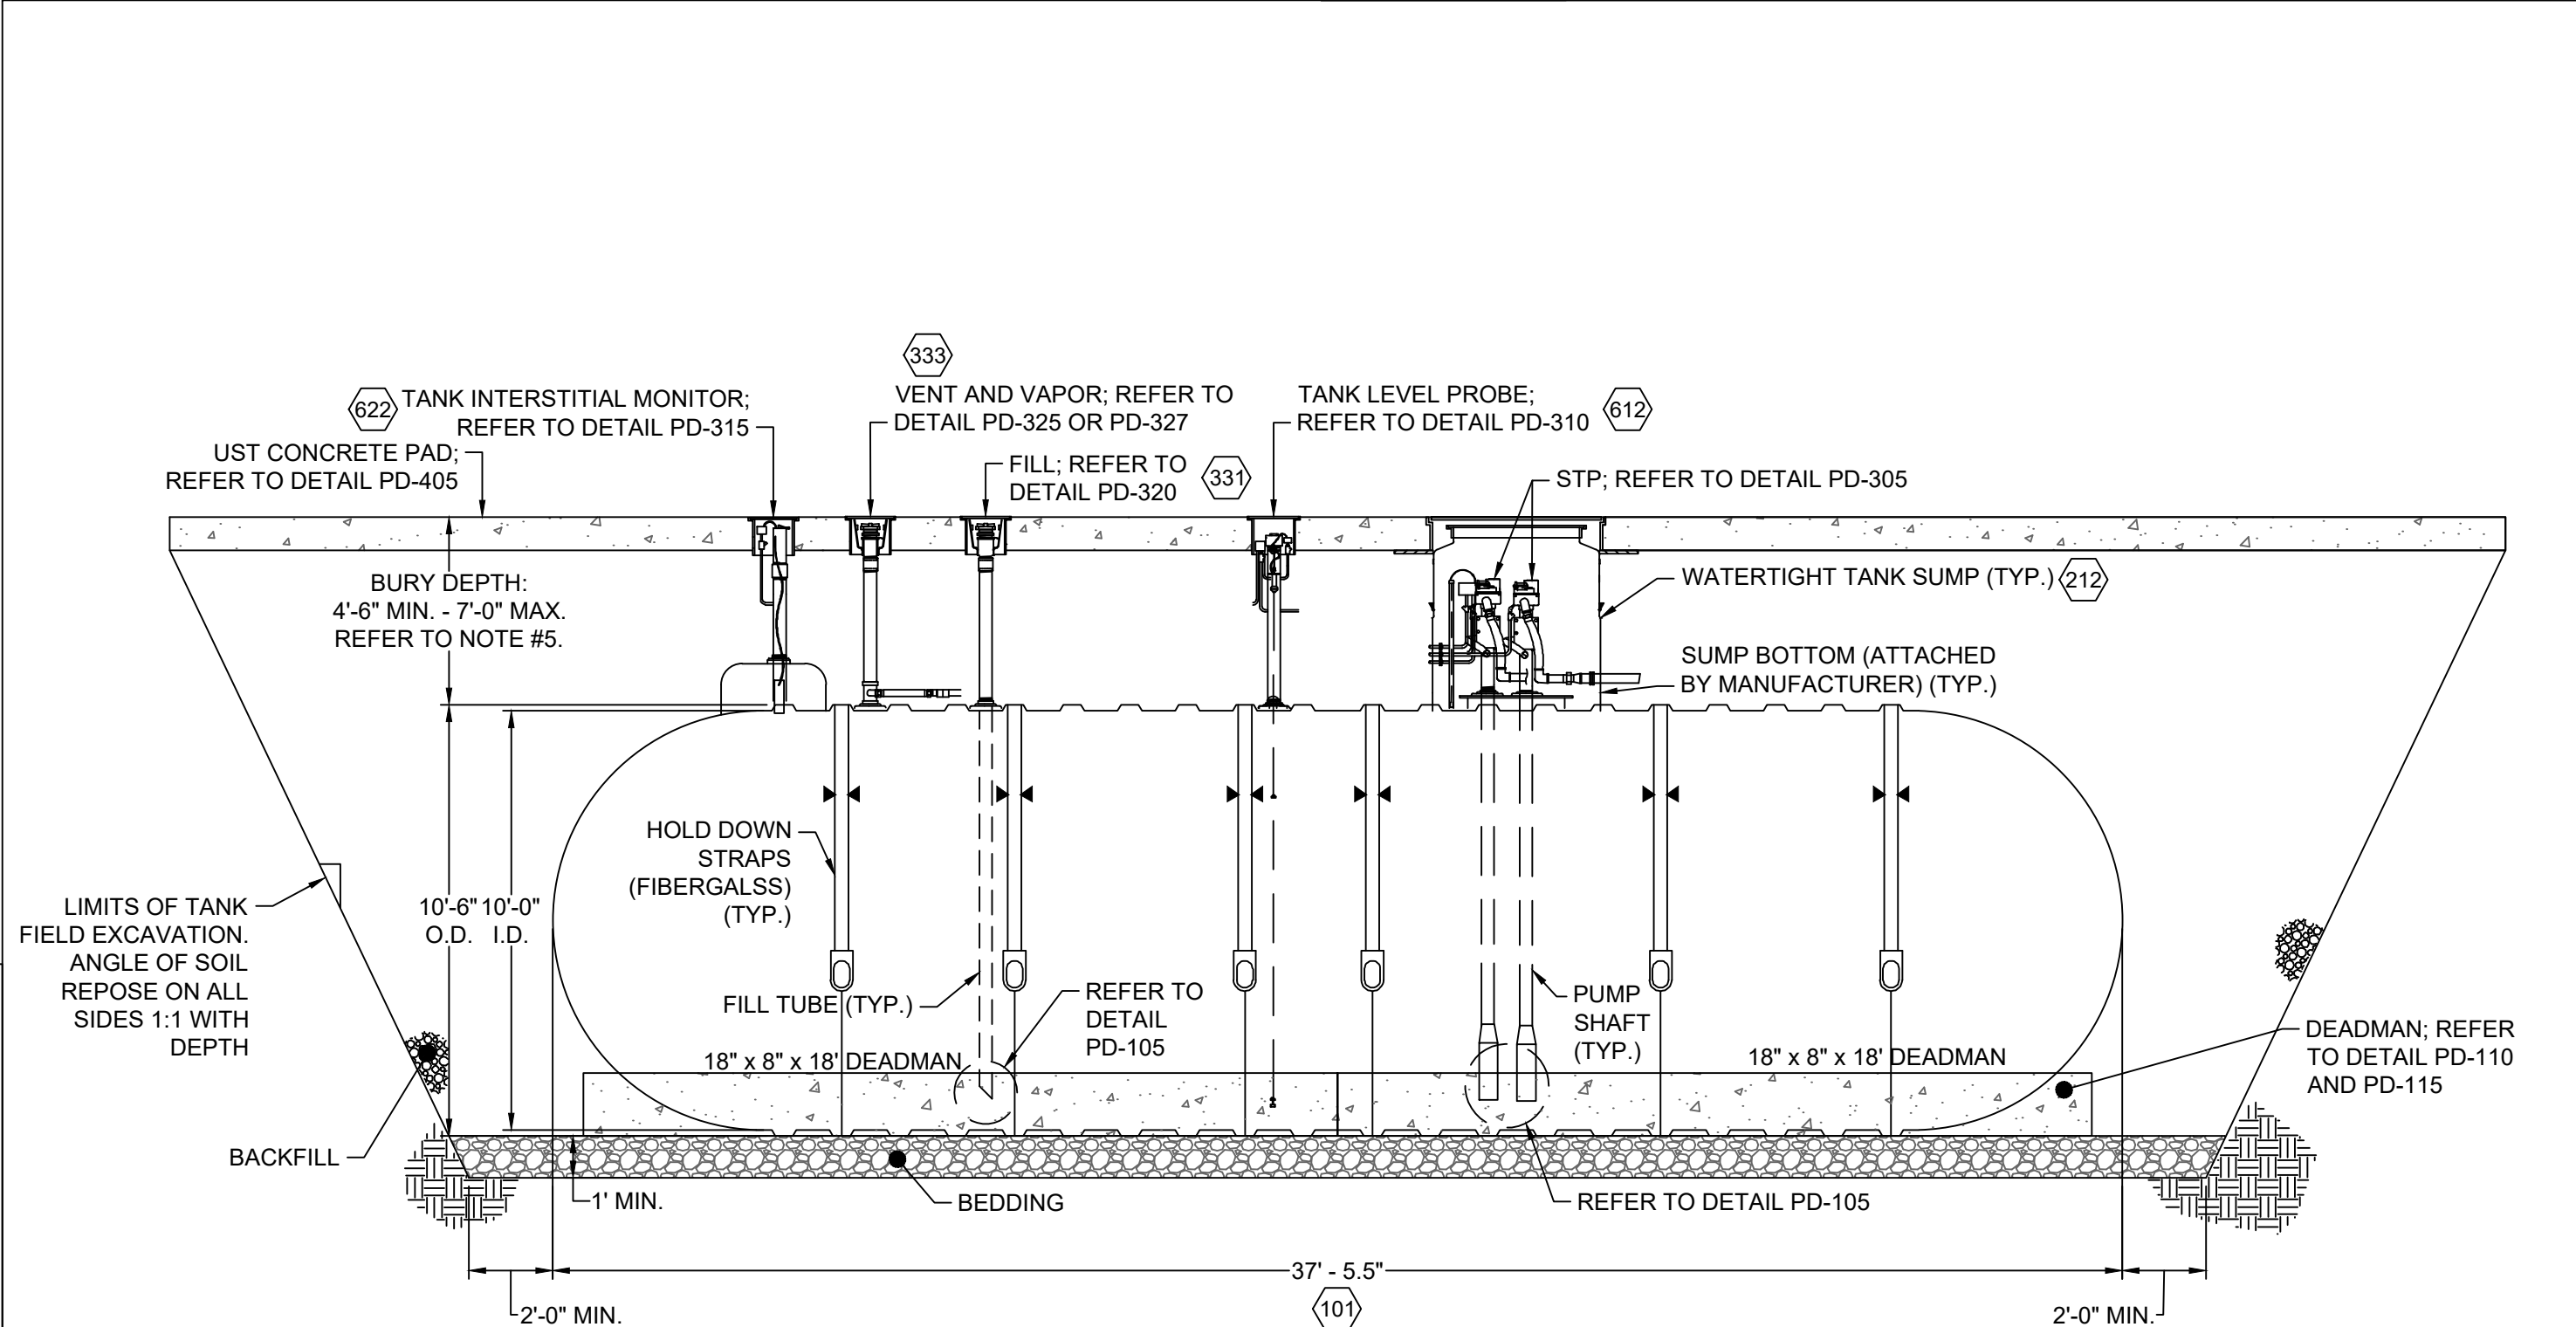 333
622
TANK INTERSTITIAL MONITOR;
REFER TO DETAIL PD-315
VENT AND VAPOR; REFER TO
DETAIL PD-325 OR PD-327
TANK LEVEL PROBE;
REFER TO DETAIL PD-310
612
UST CONCRETE PAD;
REFER TO DETAIL PD-405
FILL; REFER TO
DETAIL PD-320
331
STP; REFER TO DETAIL PD-305
BURY DEPTH:
4'-6" MIN. - 7'-0" MAX.
REFER TO NOTE #5.
WATERTIGHT TANK SUMP (TYP.)
212
SUMP BOTTOM (ATTACHED
BY MANUFACTURER) (TYP.)
HOLD DOWN
STRAPS
(FIBERGALSS)
(TYP.)
LIMITS OF TANK
FIELD EXCAVATION.
ANGLE OF SOIL
REPOSE ON ALL
SIDES 1:1 WITH
DEPTH
10'-6"
O.D.
10'-0"
I.D.
FILL TUBE (TYP.)
REFER TO
DETAIL
PD-105
PUMP
SHAFT
(TYP.)
18" x 8" x 18' DEADMAN
18" x 8" x 18' DEADMAN
DEADMAN; REFER
TO DETAIL PD-110
AND PD-115
BACKFILL
1' MIN.
BEDDING
REFER TO DETAIL PD-105
37' - 5.5"
101
2'-0" MIN.
2'-0" MIN.